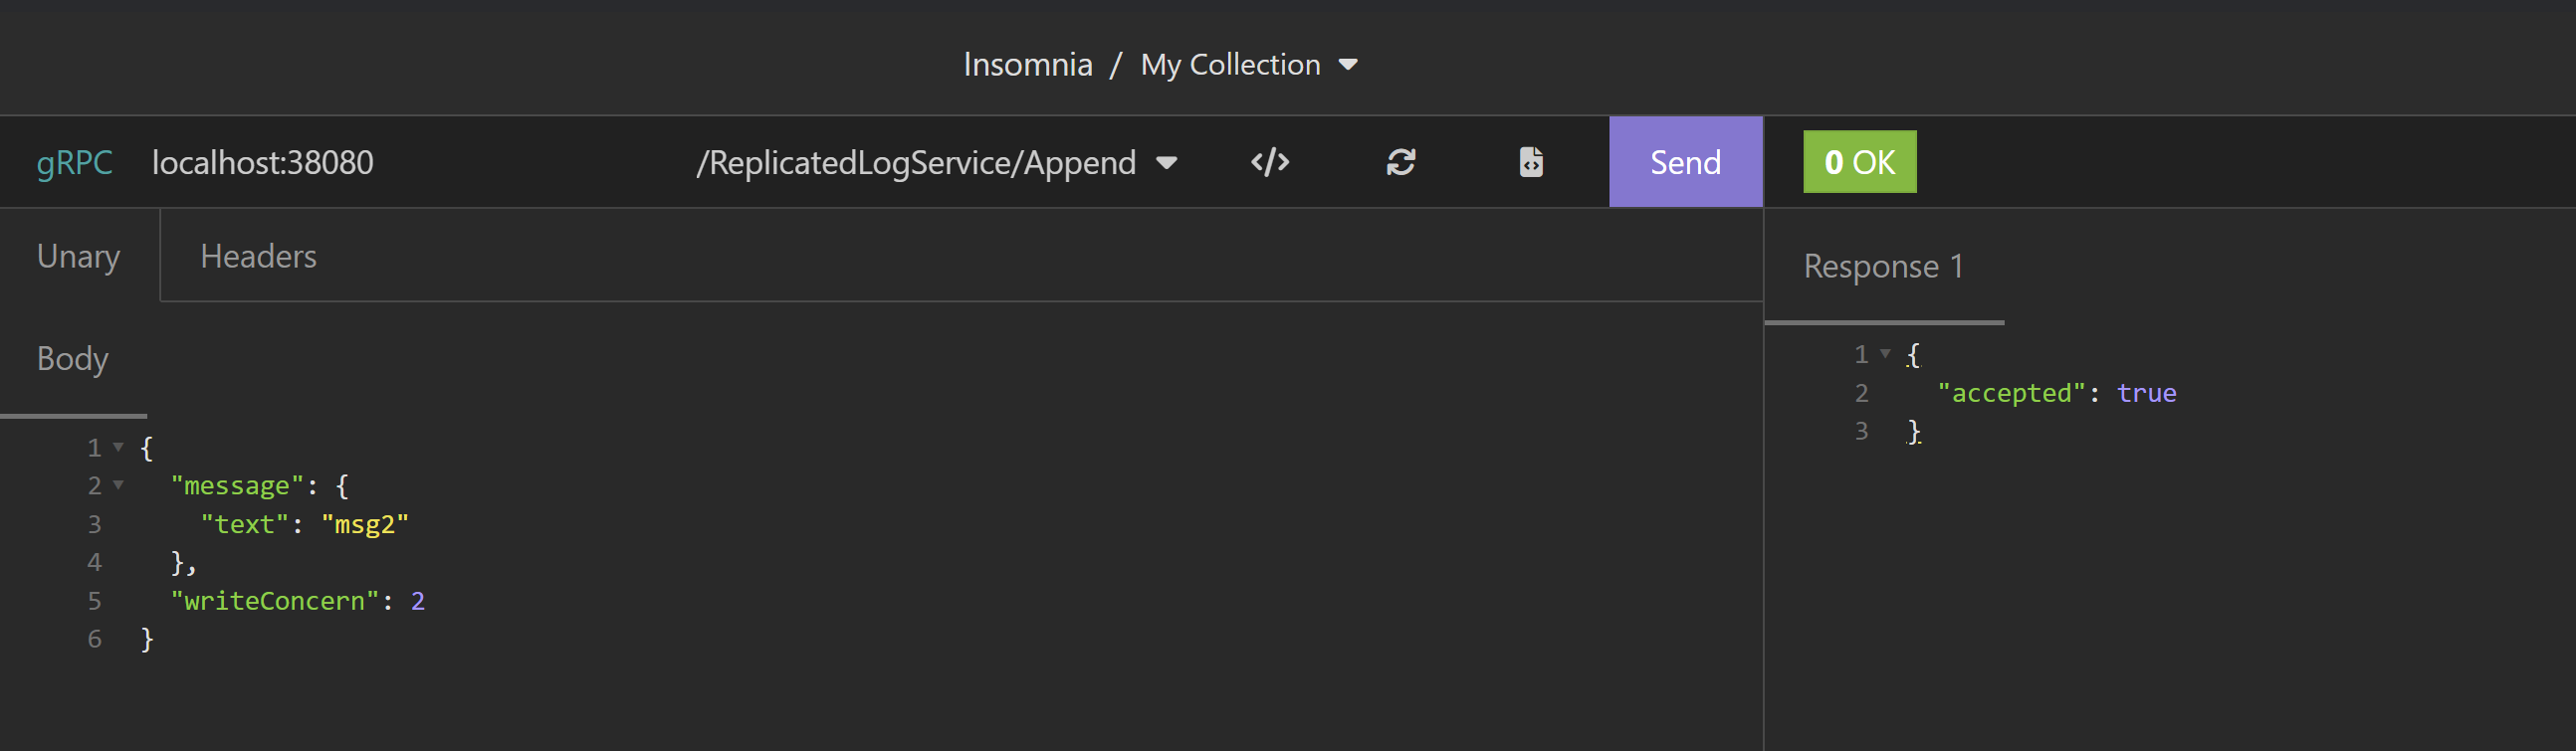 Insomnia / My Collection
gRPC localhost:38080 /ReplicatedLogService/Append </> Send 0 OK
Unary Headers
Body
1 {
2 "message": {
3 "text": "msg2"
4 },
5 "writeConcern": 2
6 }
Response 1
1 {
2 "accepted": true
3 }